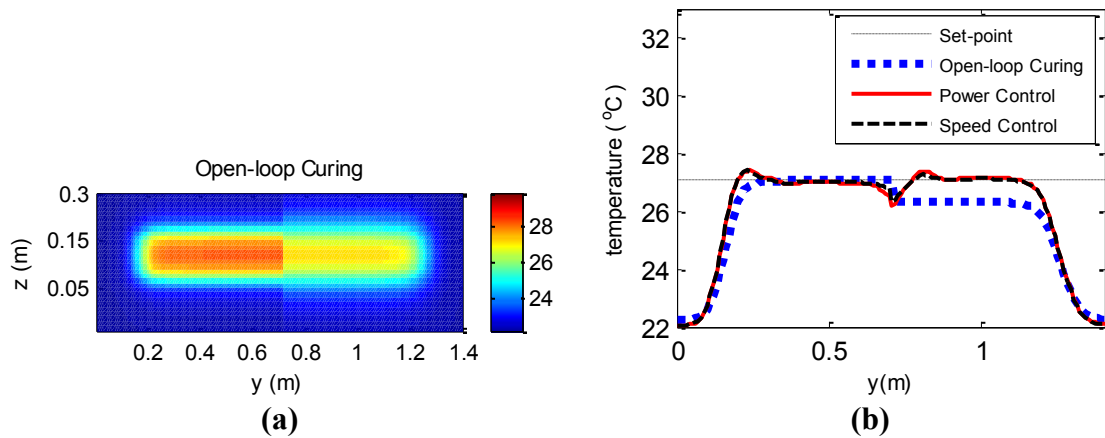 Open-loop Curing
z (m)
0.3
0.15
0.05
0.2 0.4 0.6 0.8 1 1.2 1.4
y (m)
28
26
24
(a)
temperature ( °C)
32
30
28
26
24
22
0 0.5 1
y(m)
Set-point
Open-loop Curing
Power Control
Speed Control
(b)